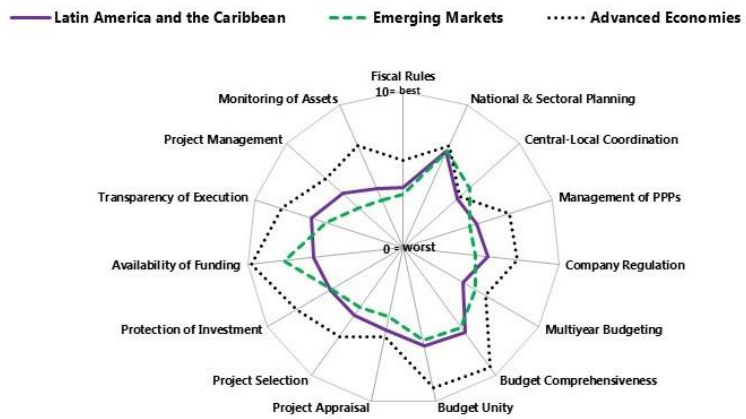 Latin America and the Caribbean Emerging Markets Advanced Economies
Fiscal Rules
10= best
Monitoring of Assets National & Sectoral Planning
Project Management Central-Local Coordination
Transparency of Execution Management of PPPs
0 = worst
Availability of Funding Company Regulation
Protection of Investment Multiyear Budgeting
Project Selection Budget Comprehensiveness
Project Appraisal Budget Unity